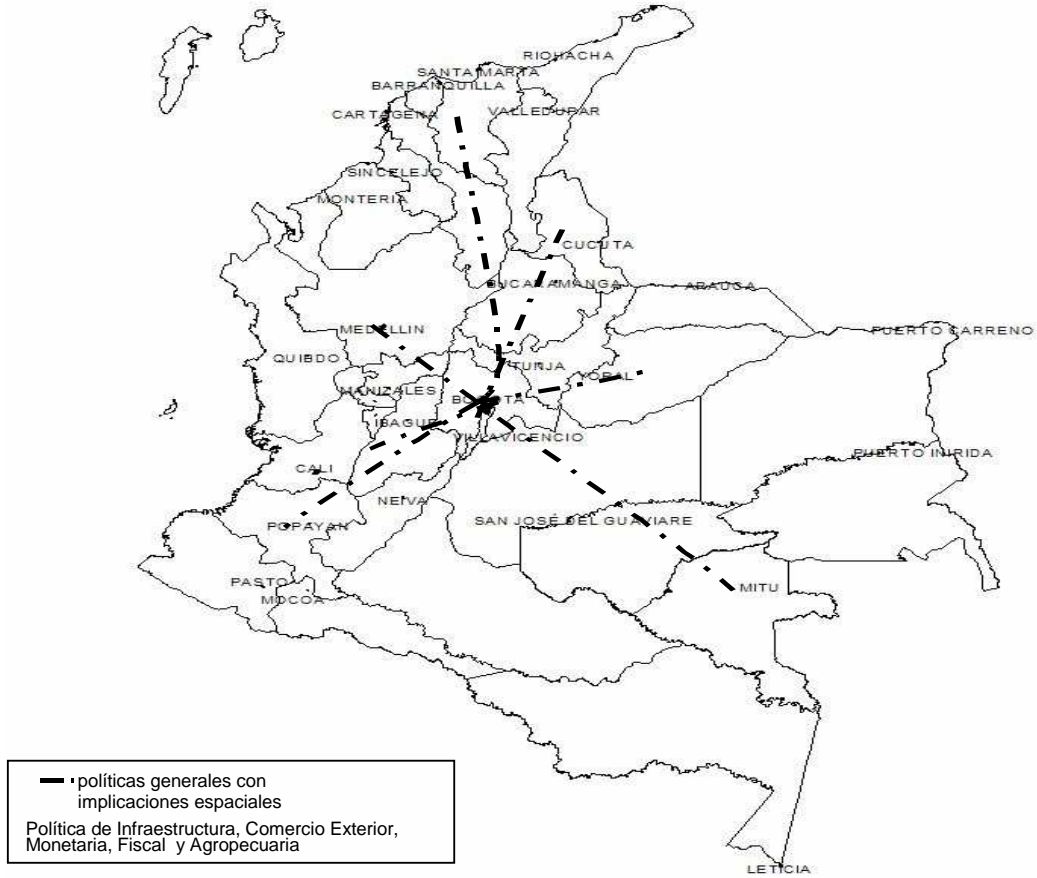 RIOHACHA
SANTA MARTA
BARRANQUILLA
CARTAGENA
VALLEDUPAR
SINCELEJO
MONTERIA
CUCUTA
BUCARAMANGA
ARAUCA
MEDELLIN
PUERTO CARREÑO
QUIBDO
TUNJA
YOPAL
MANIZALES
BOGOTA
IBAGUE
VILLAVICENCIO
PUERTO INIRIDA
CALI
NEIVA
POPAYAN
SAN JOSÉ DEL GUAVIARE
PASTO
MITU
MOCOA
políticas generales con
implicaciones espaciales
Política de Infraestructura, Comercio Exterior,
Monetaria, Fiscal y Agropecuaria
LETICIA